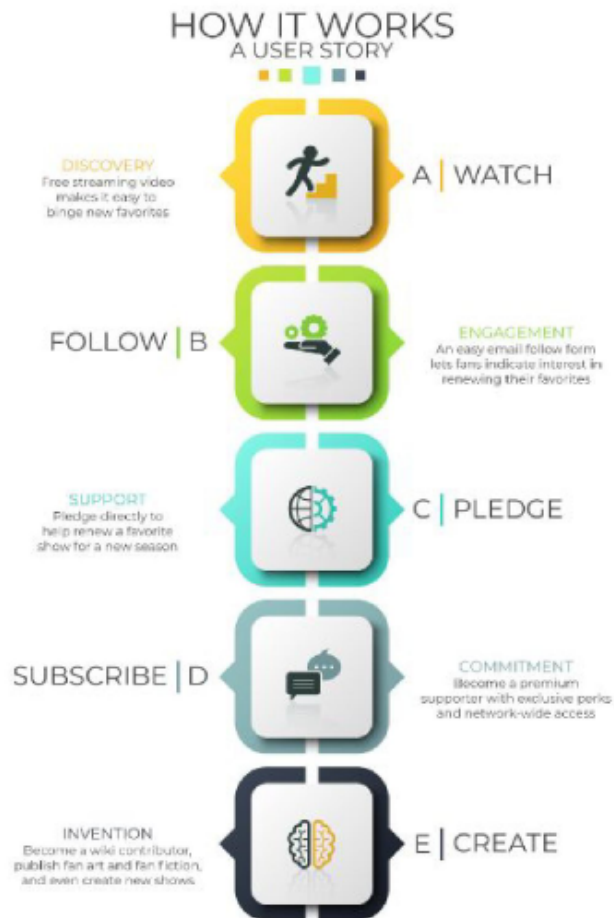 HOW IT WORKS
A USER STORY
DISCOVERY
Free streaming video
makes it easy to
binge new favorites
A | WATCH
FOLLOW | B
ENGAGEMENT
An easy email follow form
lets fans indicate interest in
renewing their favorites
SUPPORT
Pledge directly to
help renew a favorite
show for a new season
C | PLEDGE
SUBSCRIBE | D
COMMITMENT
Become a premium
supporter with exclusive perks
and network-wide access
INVENTION
Become a wiki contributor,
publish fan art and fan fiction,
and even create new shows
E | CREATE